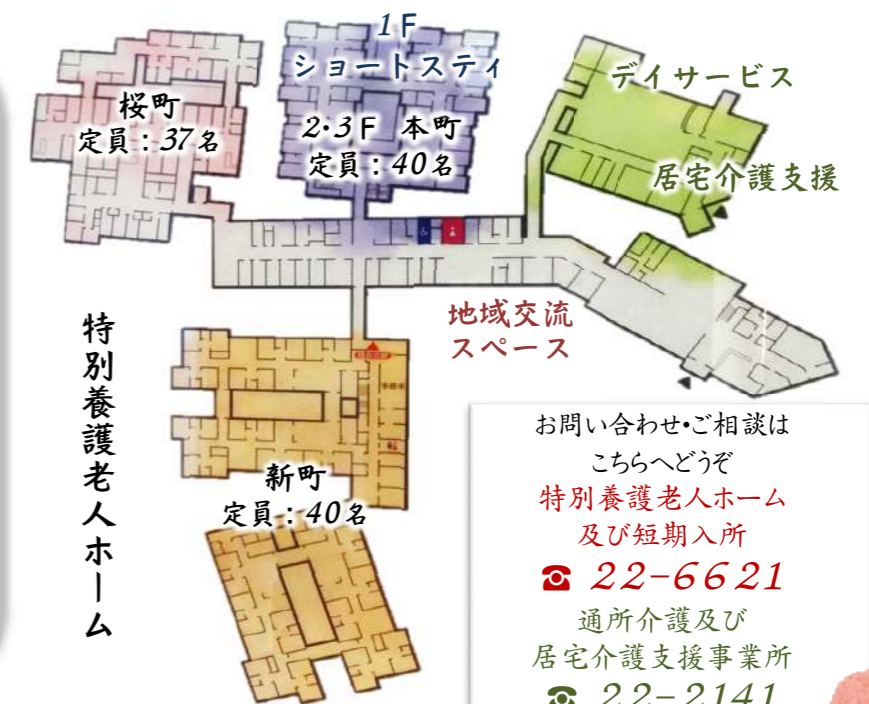 1F
ショートスティ
デイサービス
桜町
定員：37名
2・3F 本町
定員：40名
居宅介護支援
地域交流
スペース
特別養護老人ホーム
新町
定員：40名
お問い合わせ・ご相談は
こちらへどうぞ
特別養護老人ホーム
及び短期入所
☎ 22-6621
通所介護及び
居宅介護支援事業所
☎ 22-2141